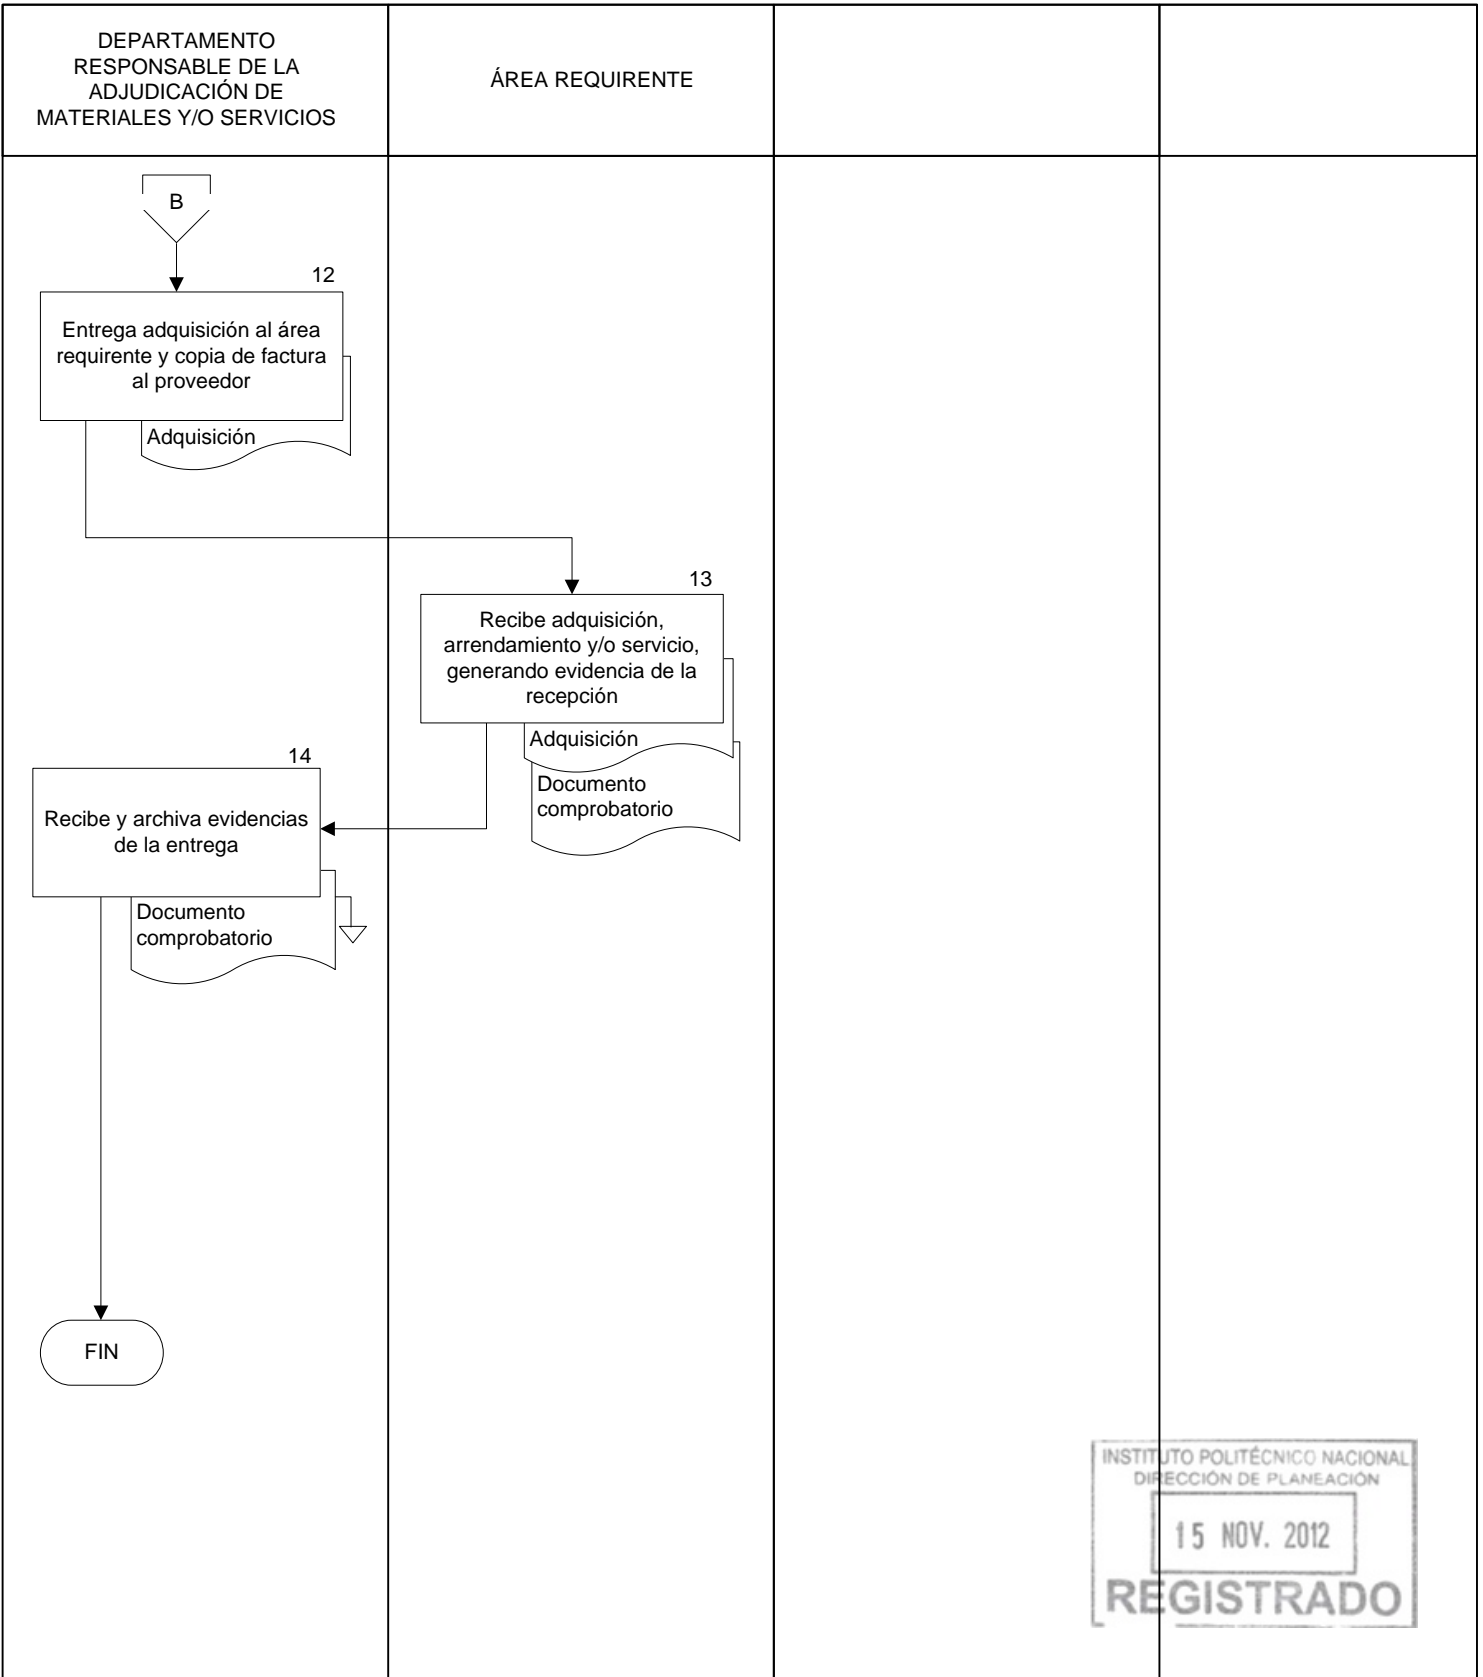 DEPARTAMENTO
RESPONSABLE DE LA
ADJUDICACIÓN DE
MATERIALES Y/O SERVICIOS
ÁREA REQUIRENTE
B
12
Entrega adquisición al área
requirente y copia de factura
al proveedor
Adquisición
13
Recibe adquisición,
arrendamiento y/o servicio,
generando evidencia de la
recepción
Adquisición
Documento
comprobatorio
14
Recibe y archiva evidencias
de la entrega
Documento
comprobatorio
FIN
INSTITUTO POLITÉCNICO NACIONAL
DIRECCIÓN DE PLANEACIÓN
15 NOV. 2012
REGISTRADO